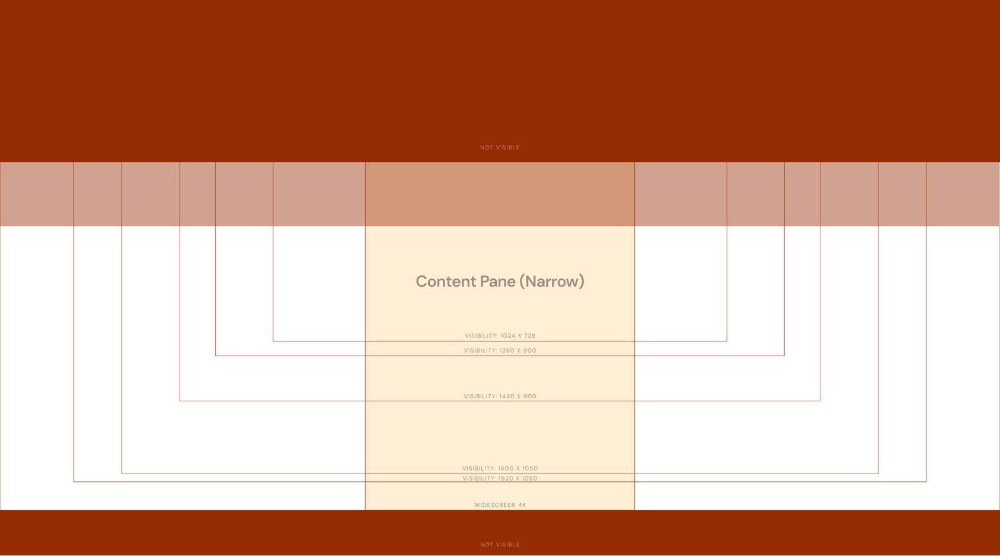 NOT VISIBLE
Content Pane (Narrow)
VISIBILITY: 1024 X 728
VISIBILITY: 1280 X 800
VISIBILITY: 1440 X 900
VISIBILITY: 1600 X 1050
VISIBILITY: 1920 X 1080
WIDESCREEN 4K
NOT VISIBLE